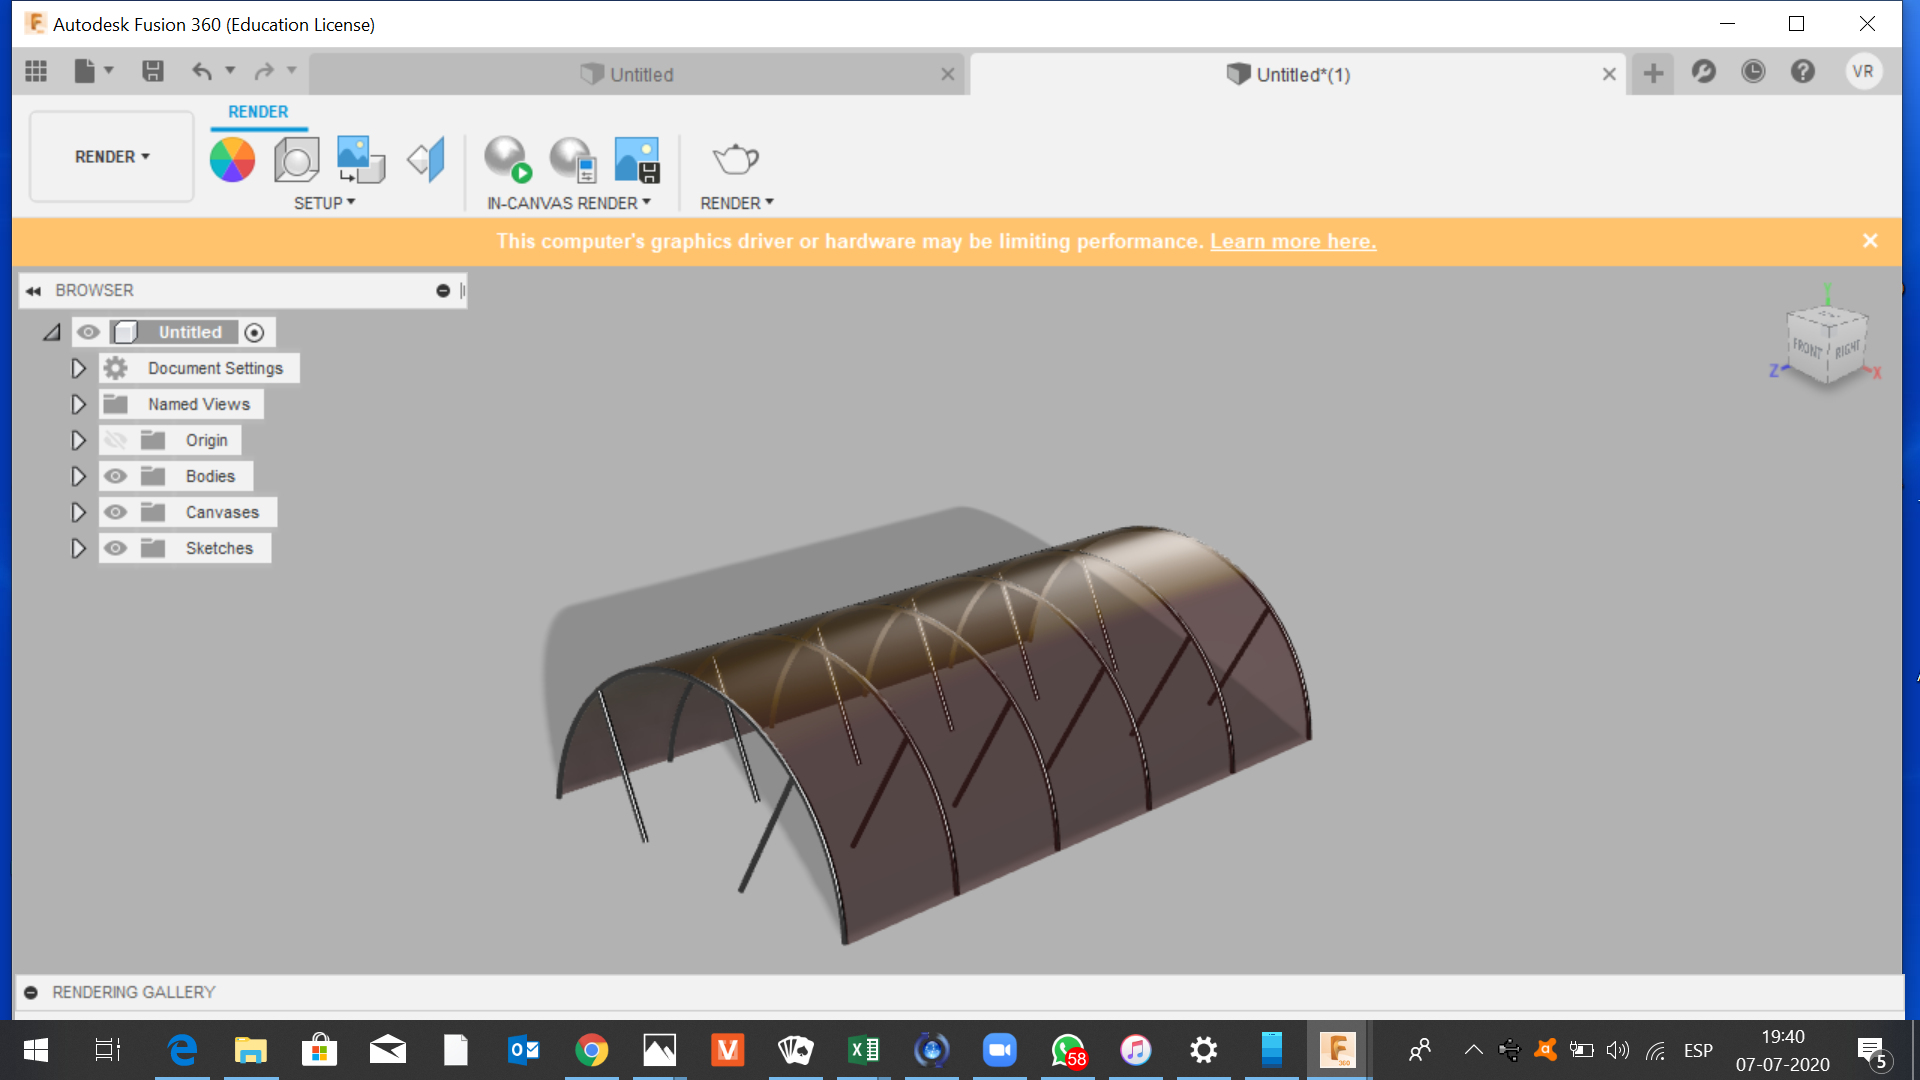 Autodesk Fusion 360 (Education License)
Untitled
Untitled*(1)
VR
RENDER
RENDER
SETUP
IN-CANVAS RENDER
RENDER
This computer's graphics driver or hardware may be limiting performance. Learn more here.
BROWSER
Untitled
Document Settings
Named Views
Origin
Bodies
Canvases
Sketches
Y
FRONT
RIGHT
Z
X
RENDERING GALLERY
58
F
360
ESP
19:40
07-07-2020
5